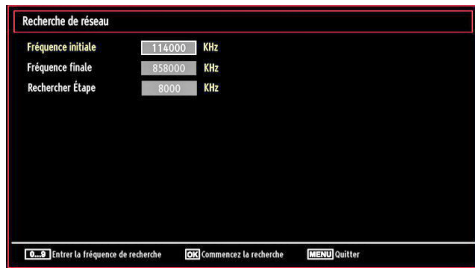 Recherche de réseau
Fréquence initiale 114000 KHz
Fréquence finale 858000 KHz
Rechercher Étape 8000 KHz
0...9 Entrer la fréquence de recherche OK Commencez la recherche MENU Quitter